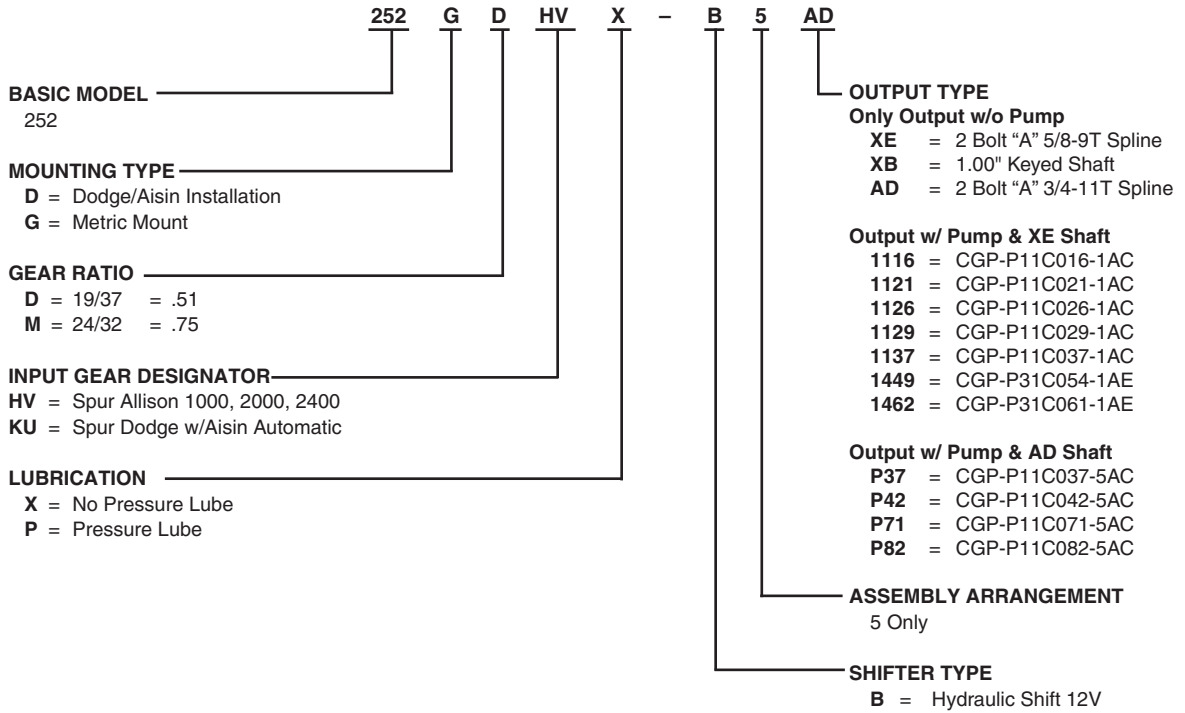 252 G D HV X – B 5 AD
BASIC MODEL
252
MOUNTING TYPE
D = Dodge/Aisin Installation
G = Metric Mount
GEAR RATIO
D = 19/37 = .51
M = 24/32 = .75
INPUT GEAR DESIGNATOR
HV = Spur Allison 1000, 2000, 2400
KU = Spur Dodge w/Aisin Automatic
LUBRICATION
X = No Pressure Lube
P = Pressure Lube
OUTPUT TYPE
Only Output w/o Pump
XE = 2 Bolt “A” 5/8-9T Spline
XB = 1.00" Keyed Shaft
AD = 2 Bolt “A” 3/4-11T Spline
Output w/ Pump & XE Shaft
1116 = CGP-P11C016-1AC
1121 = CGP-P11C021-1AC
1126 = CGP-P11C026-1AC
1129 = CGP-P11C029-1AC
1137 = CGP-P11C037-1AC
1449 = CGP-P31C054-1AE
1462 = CGP-P31C061-1AE
Output w/ Pump & AD Shaft
P37 = CGP-P11C037-5AC
P42 = CGP-P11C042-5AC
P71 = CGP-P11C071-5AC
P82 = CGP-P11C082-5AC
ASSEMBLY ARRANGEMENT
5 Only
SHIFTER TYPE
B = Hydraulic Shift 12V